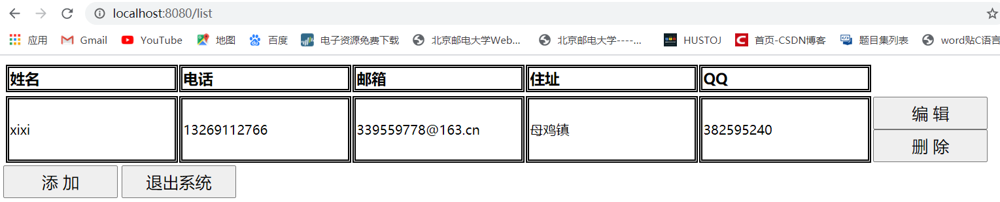 localhost:8080/list
应用 Gmail YouTube 地图 百度 电子资源免费下载 北京邮电大学Web... 北京邮电大学----... HUSTOJ 首页-CSDN博客 题目集列表 word贴C语言
姓名 电话 邮箱 住址 QQ
xixi 13269112766 339559778@163.cn 母鸡镇 382595240
编 辑
删 除
添 加 退出系统